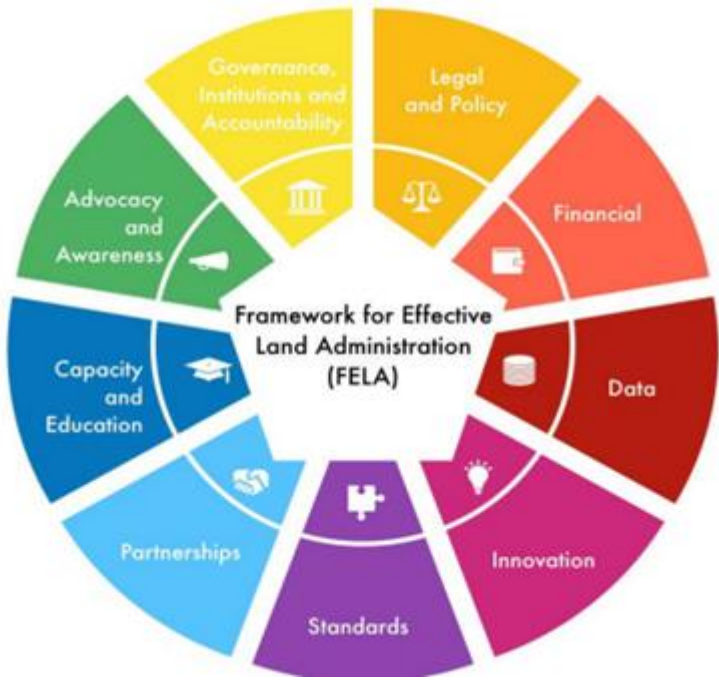 Governance,
Institutions and
Accountability
Legal
and Policy
Financial
Data
Innovation
Standards
Partnerships
Capacity
and
Education
Advocacy
and
Awareness
Framework for Effective
Land Administration
(FELA)